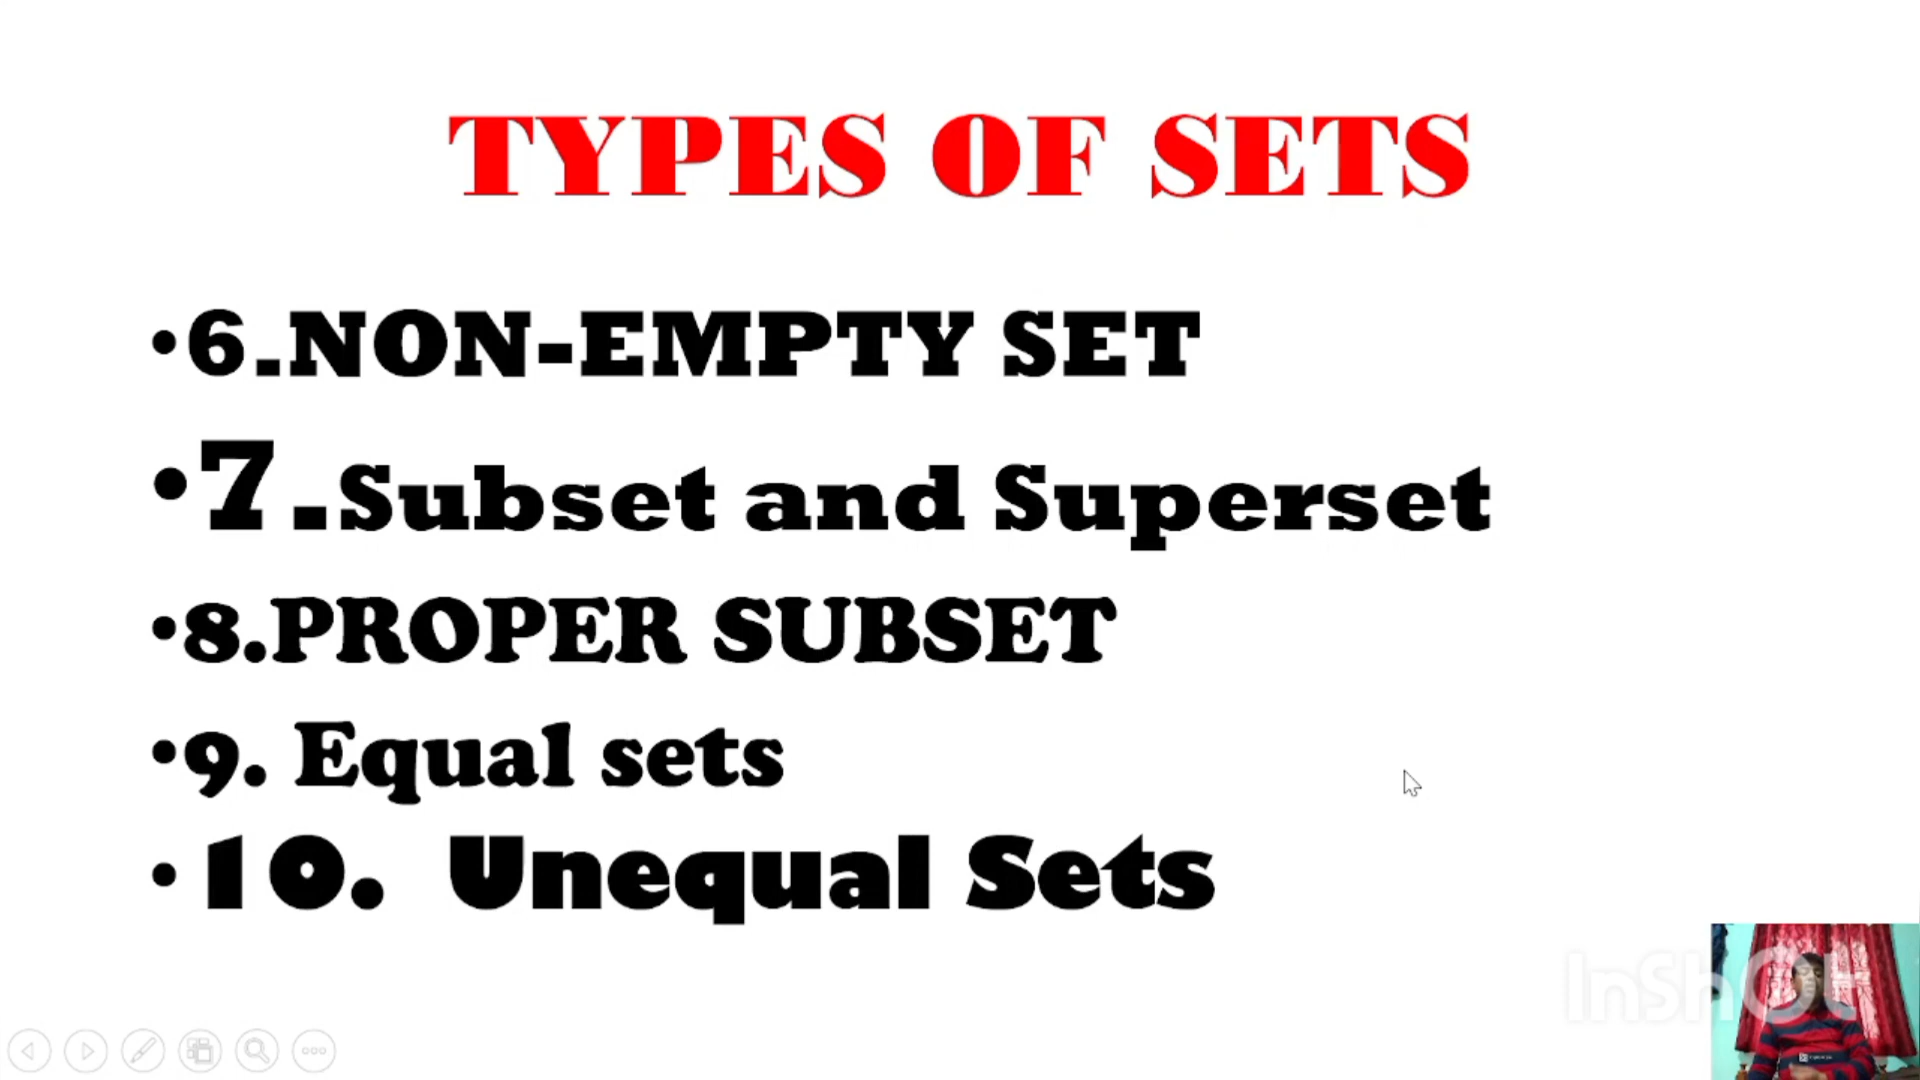 TYPES OF SETS
•6.NON-EMPTY SET
•7.Subset and Superset
•8.PROPER SUBSET
•9. Equal sets
•10. Unequal Sets
InShOt